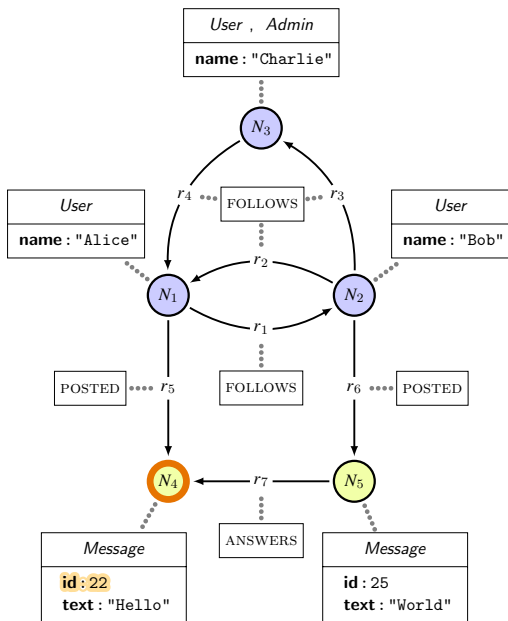 User , Admin
name : "Charlie"
N3
r4
FOLLOWS
r3
User
name : "Alice"
User
name : "Bob"
r2
N1
N2
r1
POSTED
r5
FOLLOWS
r6
POSTED
N4
r7
N5
ANSWERS
Message
id : 22
text : "Hello"
Message
id : 25
text : "World"